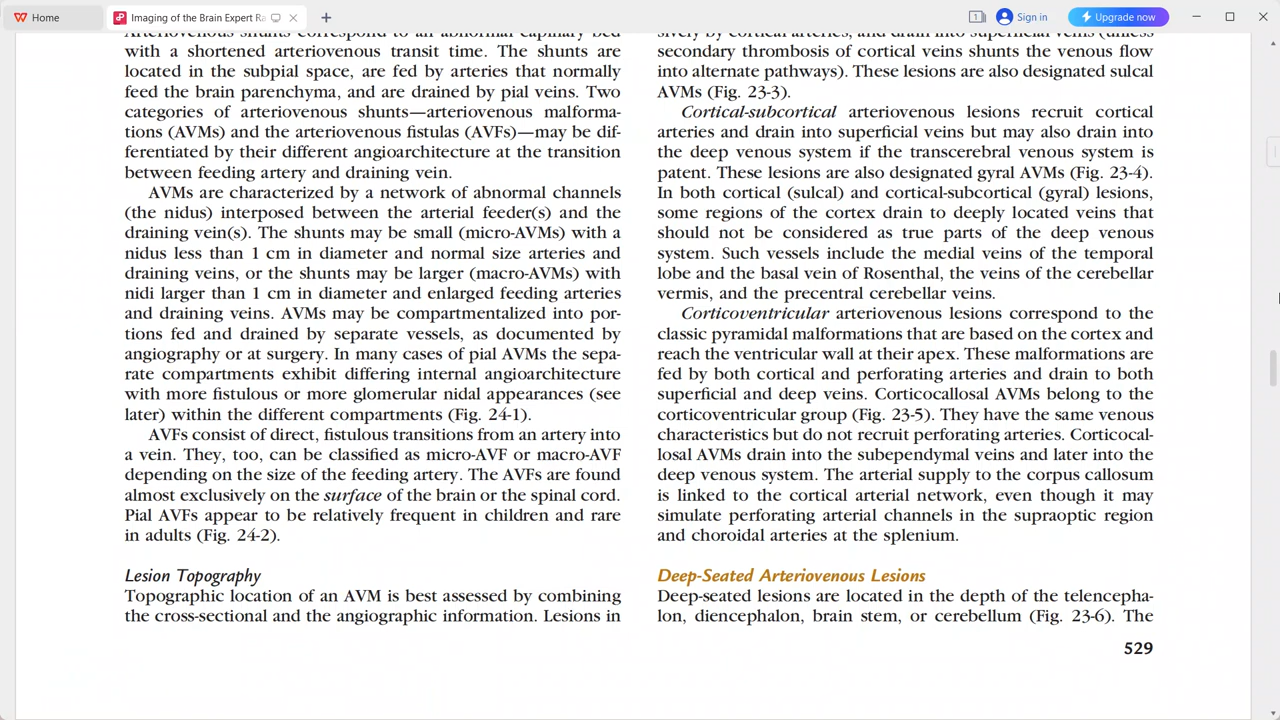 Home
Imaging of the Brain Expert Ra
Sign in
Upgrade now
Arteriovenous shunts correspond to an abnormal capillary bed
with a shortened arteriovenous transit time. The shunts are
located in the subpial space, are fed by arteries that normally
feed the brain parenchyma, and are drained by pial veins. Two
categories of arteriovenous shunts—arteriovenous malforma-
tions (AVMs) and the arteriovenous fistulas (AVFs)—may be dif-
ferentiated by their different angioarchitecture at the transition
between feeding artery and draining vein.
AVMs are characterized by a network of abnormal channels
(the nidus) interposed between the arterial feeder(s) and the
draining vein(s). The shunts may be small (micro-AVMs) with a
nidus less than 1 cm in diameter and normal size arteries and
draining veins, or the shunts may be larger (macro-AVMs) with
nidi larger than 1 cm in diameter and enlarged feeding arteries
and draining veins. AVMs may be compartmentalized into por-
tions fed and drained by separate vessels, as documented by
angiography or at surgery. In many cases of pial AVMs the sepa-
rate compartments exhibit differing internal angioarchitecture
with more fistulous or more glomerular nidal appearances (see
later) within the different compartments (Fig. 24-1).
AVFs consist of direct, fistulous transitions from an artery into
a vein. They, too, can be classified as micro-AVF or macro-AVF
depending on the size of the feeding artery. The AVFs are found
almost exclusively on the surface of the brain or the spinal cord.
Pial AVFs appear to be relatively frequent in children and rare
in adults (Fig. 24-2).
Lesion Topography
Topographic location of an AVM is best assessed by combining
the cross-sectional and the angiographic information. Lesions in
sively by cortical arteries, and drain into superficial veins (unless
secondary thrombosis of cortical veins shunts the venous flow
into alternate pathways). These lesions are also designated sulcal
AVMs (Fig. 23-3).
Cortical-subcortical arteriovenous lesions recruit cortical
arteries and drain into superficial veins but may also drain into
the deep venous system if the transcerebral venous system is
patent. These lesions are also designated gyral AVMs (Fig. 23-4).
In both cortical (sulcal) and cortical-subcortical (gyral) lesions,
some regions of the cortex drain to deeply located veins that
should not be considered as true parts of the deep venous
system. Such vessels include the medial veins of the temporal
lobe and the basal vein of Rosenthal, the veins of the cerebellar
vermis, and the precentral cerebellar veins.
Corticoventricular arteriovenous lesions correspond to the
classic pyramidal malformations that are based on the cortex and
reach the ventricular wall at their apex. These malformations are
fed by both cortical and perforating arteries and drain to both
superficial and deep veins. Corticocallosal AVMs belong to the
corticoventricular group (Fig. 23-5). They have the same venous
characteristics but do not recruit perforating arteries. Corticocal-
losal AVMs drain into the subependymal veins and later into the
deep venous system. The arterial supply to the corpus callosum
is linked to the cortical arterial network, even though it may
simulate perforating arterial channels in the supraoptic region
and choroidal arteries at the splenium.
Deep-Seated Arteriovenous Lesions
Deep-seated lesions are located in the depth of the telencepha-
lon, diencephalon, brain stem, or cerebellum (Fig. 23-6). The
529